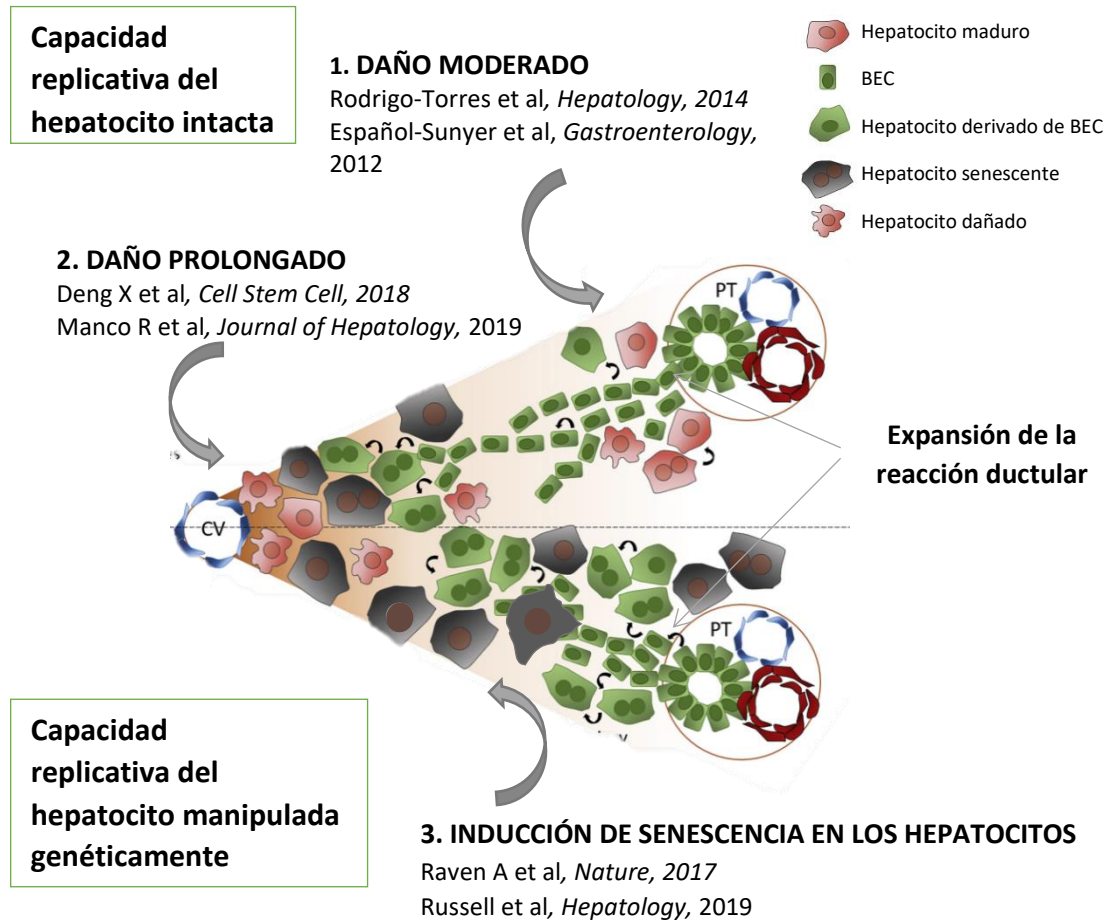 Capacidad
replicativa del
hepatocito intacta
1. DAÑO MODERADO
Rodrigo-Torres et al, Hepatology, 2014
Español-Sunyer et al, Gastroenterology,
2012
Hepatocito maduro
BEC
Hepatocito derivado de BEC
Hepatocito senescente
Hepatocito dañado
2. DAÑO PROLONGADO
Deng X et al, Cell Stem Cell, 2018
Manco R et al, Journal of Hepatology, 2019
PT
Expansión de la
reacción ductular
CV
PT
Capacidad
replicativa del
hepatocito manipulada
genéticamente
3. INDUCCIÓN DE SENESCENCIA EN LOS HEPATOCITOS
Raven A et al, Nature, 2017
Russell et al, Hepatology, 2019